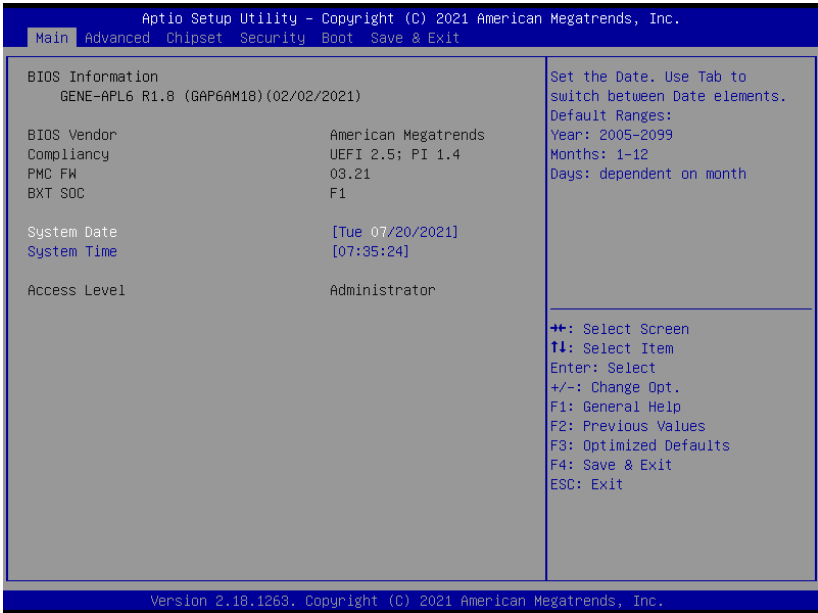 Aptio Setup Utility – Copyright (C) 2021 American Megatrends, Inc.
Main Advanced Chipset Security Boot Save & Exit
BIOS Information
GENE-APL6 R1.8 (GAP6AM18)(02/02/2021)
BIOS Vendor American Megatrends
Compliancy UEFI 2.5; PI 1.4
PMC FW 03.21
BXT SOC F1
System Date [Tue 07/20/2021]
System Time [07:35:24]
Access Level Administrator
Set the Date. Use Tab to
switch between Date elements.
Default Ranges:
Year: 2005-2099
Months: 1-12
Days: dependent on month
→←: Select Screen
↑↓: Select Item
Enter: Select
+/-: Change Opt.
F1: General Help
F2: Previous Values
F3: Optimized Defaults
F4: Save & Exit
ESC: Exit
Version 2.18.1263. Copyright (C) 2021 American Megatrends, Inc.